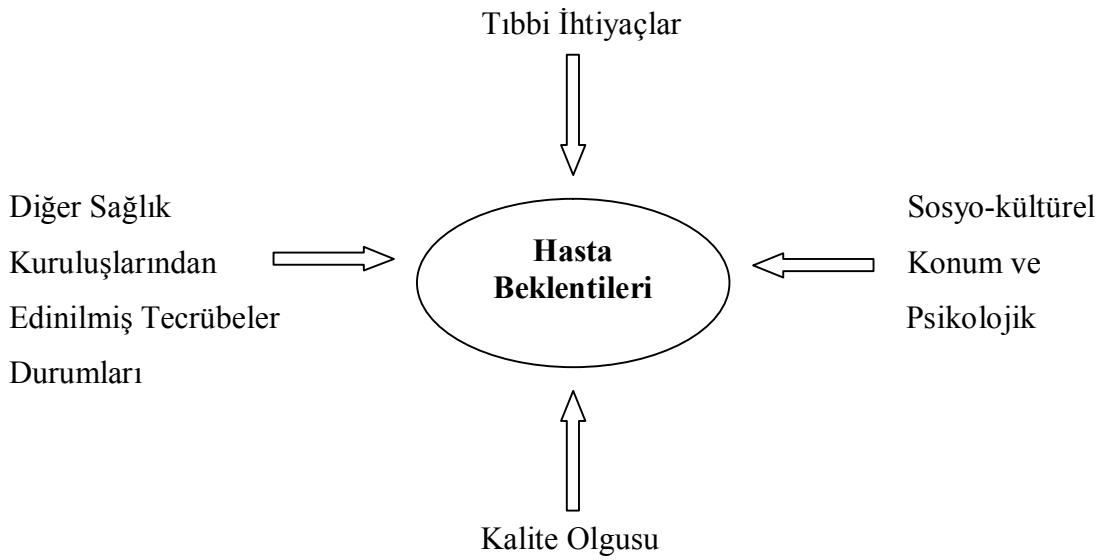 Tıbbi İhtiyaçlar
Diğer Sağlık
Kuruluşlarından
Edinilmiş Tecrübeler
Durumları
Hasta
Beklentileri
Sosyo-kültürel
Konum ve
Psikolojik
Kalite Olgusu